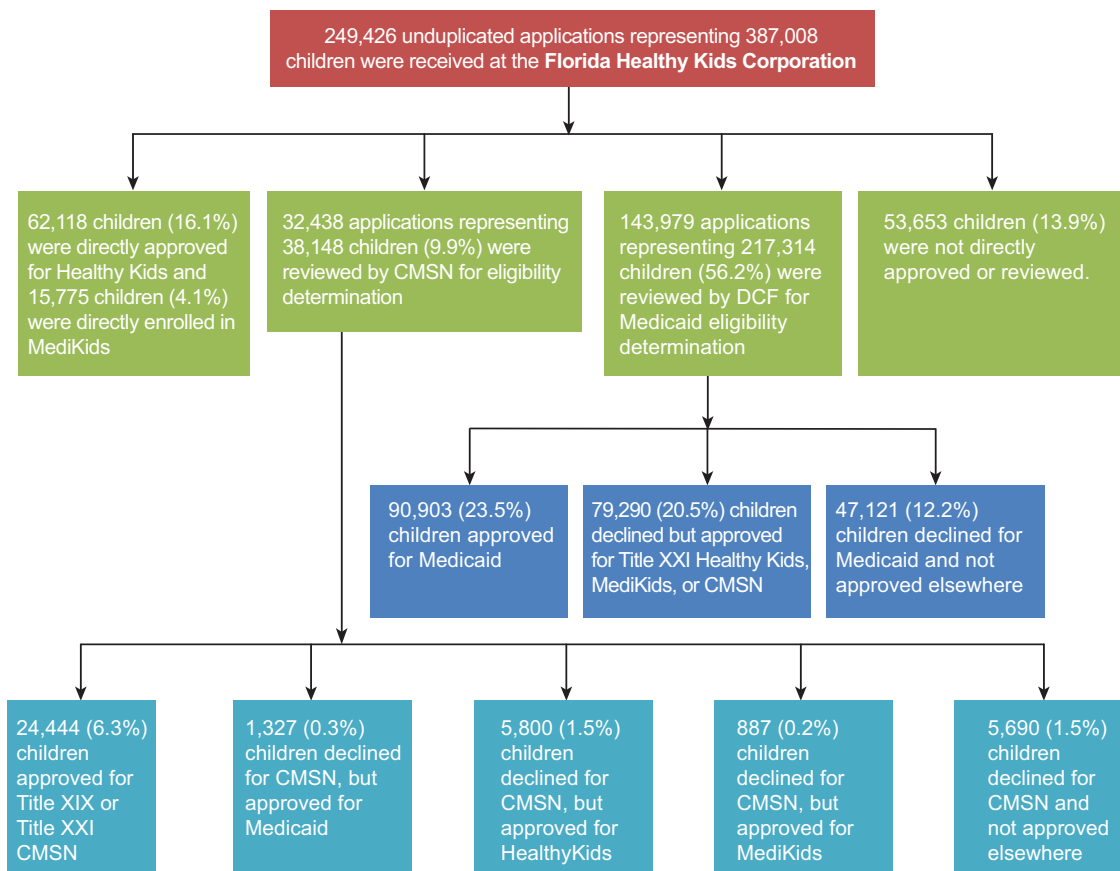 249,426 unduplicated applications representing 387,008
children were received at the Florida Healthy Kids Corporation
62,118 children (16.1%)
were directly approved
for Healthy Kids and
15,775 children (4.1%)
were directly enrolled in
MediKids
32,438 applications representing
38,148 children (9.9%) were
reviewed by CMSN for eligibility
determination
143,979 applications
representing 217,314
children (56.2%) were
reviewed by DCF for
Medicaid eligibility
determination
53,653 children (13.9%)
were not directly
approved or reviewed.
90,903 (23.5%)
children approved
for Medicaid
79,290 (20.5%) children
declined but approved
for Title XXI Healthy Kids,
MediKids, or CMSN
47,121 (12.2%)
children declined for
Medicaid and not
approved elsewhere
24,444 (6.3%)
children
approved for
Title XIX or
Title XXI
CMSN
1,327 (0.3%)
children declined
for CMSN, but
approved for
Medicaid
5,800 (1.5%)
children
declined for
CMSN, but
approved for
HealthyKids
887 (0.2%)
children
declined for
CMSN, but
approved for
MediKids
5,690 (1.5%)
children
declined for
CMSN and
not approved
elsewhere